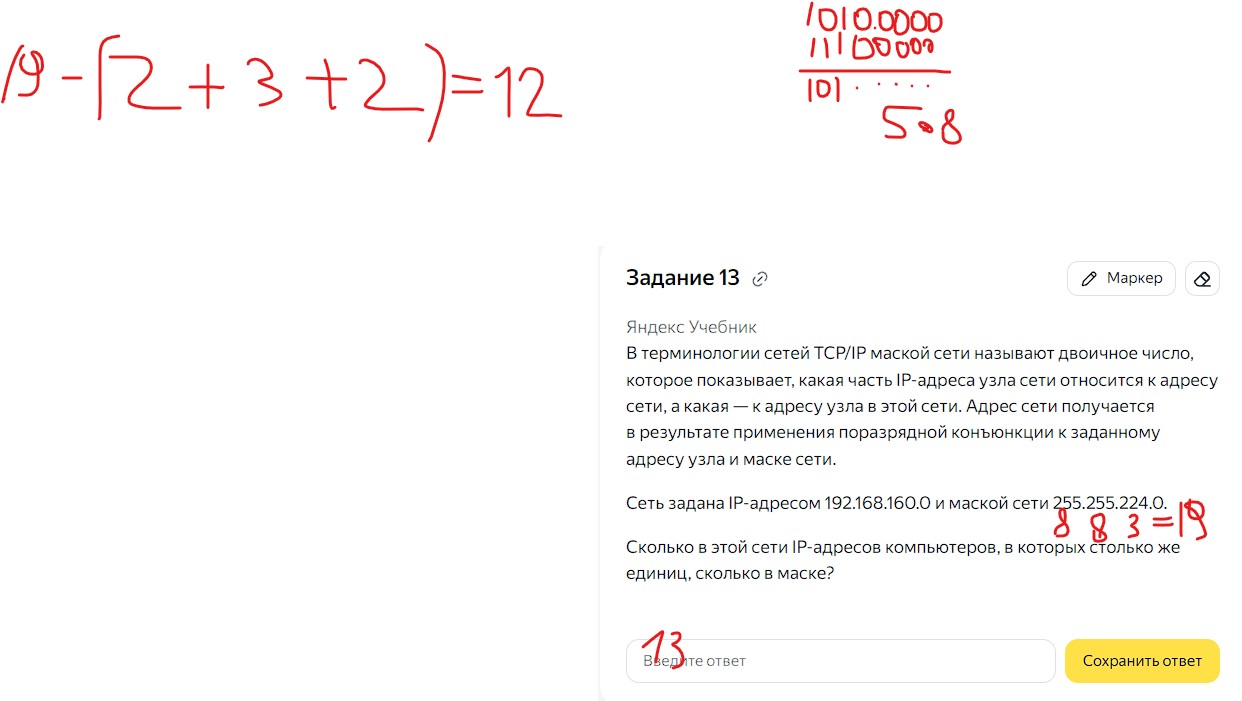 19-(2+3+2)=12
1010.0000
11100000
101.....
5.8
Задание 13
Маркер
Яндекс Учебник
В терминологии сетей TCP/IP маской сети называют двоичное число,
которое показывает, какая часть IP-адреса узла сети относится к адресу
сети, а какая — к адресу узла в этой сети. Адрес сети получается
в результате применения поразрядной конъюнкции к заданному
адресу узла и маске сети.
Сеть задана IP-адресом 192.168.160.0 и маской сети 255.255.224.0.
8 8 3=19
Сколько в этой сети IP-адресов компьютеров, в которых столько же
единиц, сколько в маске?
13
Введите ответ
Сохранить ответ